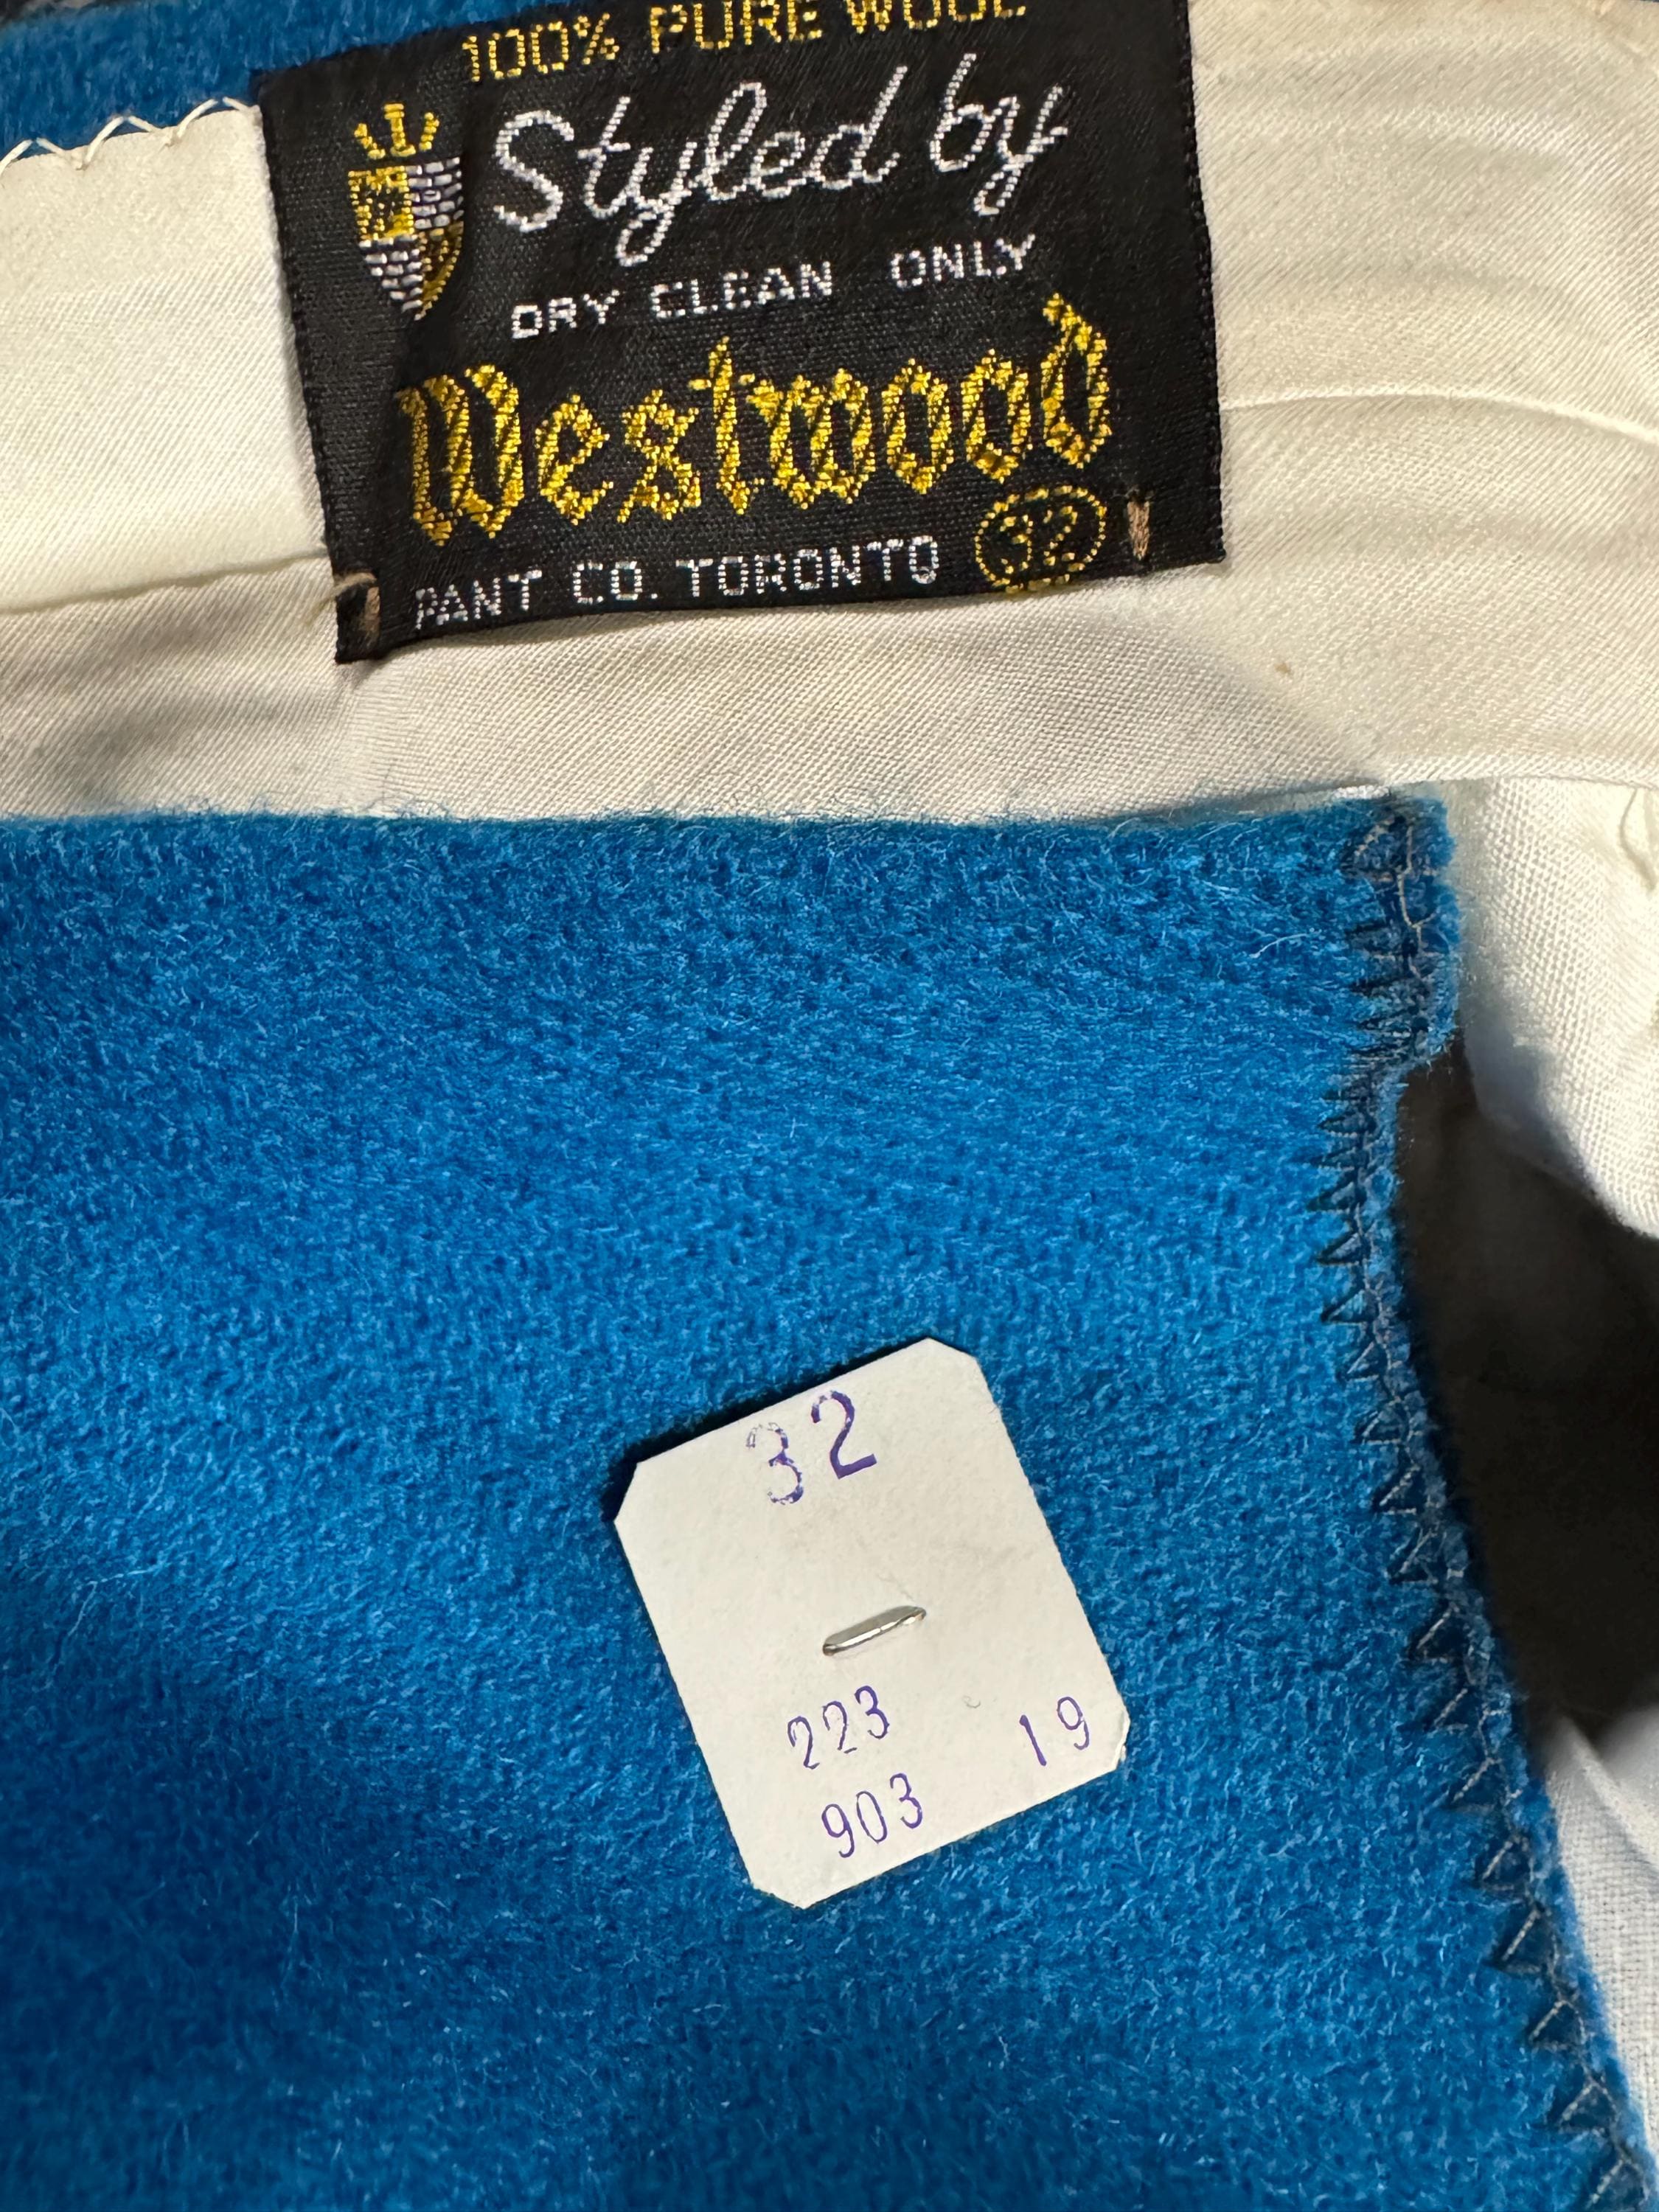 100% PURE WOOL
Styled by
DRY CLEAN ONLY
Westwood
PANT CO. TORONTO 32
32
223 19
903